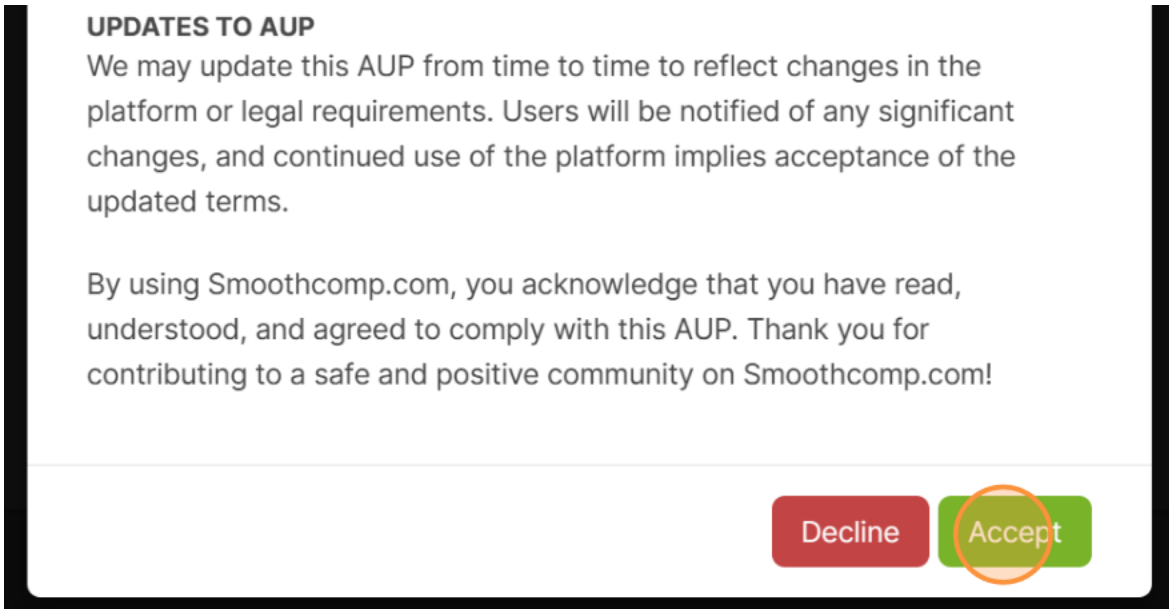 UPDATES TO AUP
We may update this AUP from time to time to reflect changes in the
platform or legal requirements. Users will be notified of any significant
changes, and continued use of the platform implies acceptance of the
updated terms.
By using Smoothcomp.com, you acknowledge that you have read,
understood, and agreed to comply with this AUP. Thank you for
contributing to a safe and positive community on Smoothcomp.com!
Decline Accept